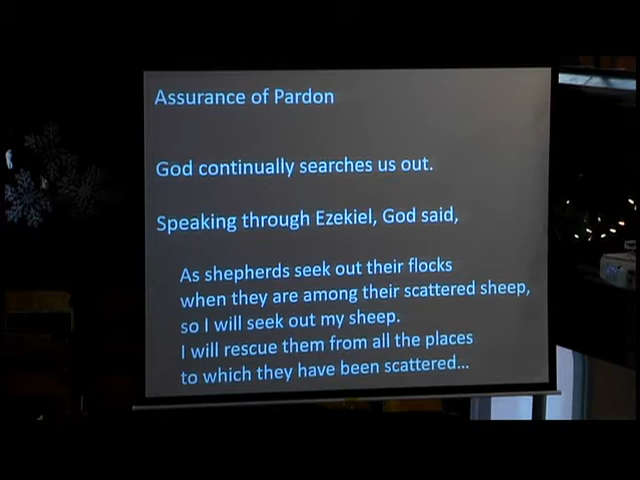 Assurance of Pardon
God continually searches us out.
Speaking through Ezekiel, God said,
As shepherds seek out their flocks
when they are among their scattered sheep,
so I will seek out my sheep.
I will rescue them from all the places
to which they have been scattered...